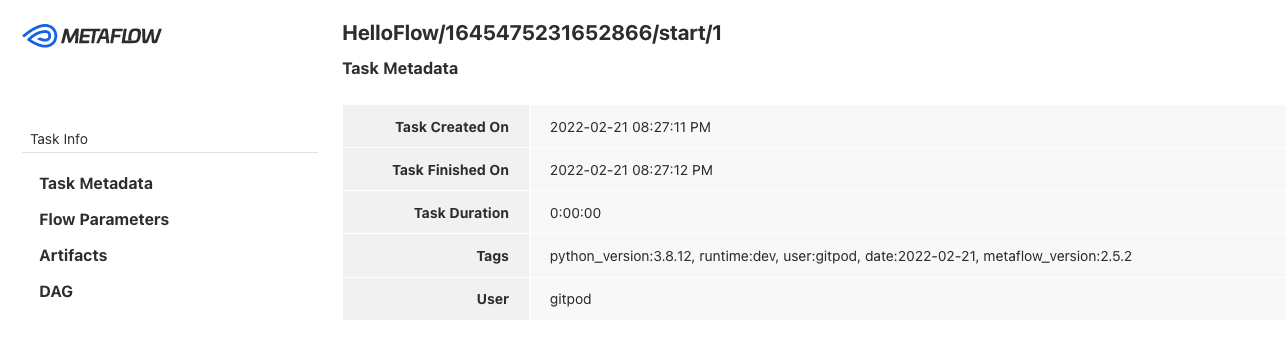 METAFLOW
HelloFlow/1645475231652866/start/1
Task Metadata
Task Info
Task Metadata
Flow Parameters
Artifacts
DAG
Task Created On 2022-02-21 08:27:11 PM
Task Finished On 2022-02-21 08:27:12 PM
Task Duration 0:00:00
Tags python_version:3.8.12, runtime:dev, user:gitpod, date:2022-02-21, metaflow_version:2.5.2
User gitpod